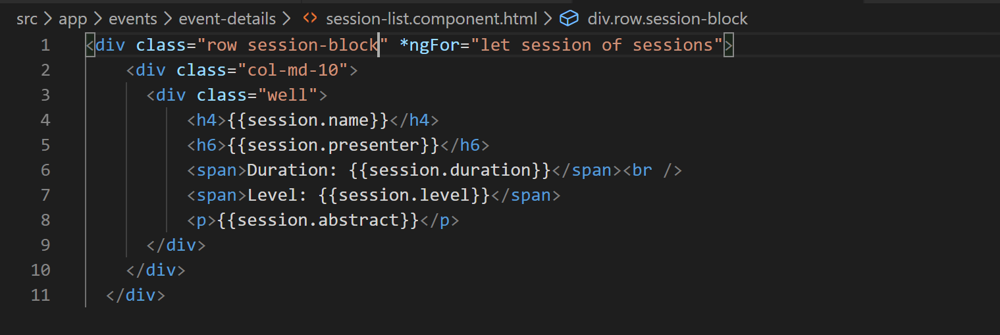 src > app > events > event-details > <> session-list.component.html > div.row.session-block
1 <div class="row session-block" *ngFor="let session of sessions">
2 <div class="col-md-10">
3 <div class="well">
4 <h4>{{session.name}}</h4>
5 <h6>{{session.presenter}}</h6>
6 <span>Duration: {{session.duration}}</span><br />
7 <span>Level: {{session.level}}</span>
8 <p>{{session.abstract}}</p>
9 </div>
10 </div>
11 </div>